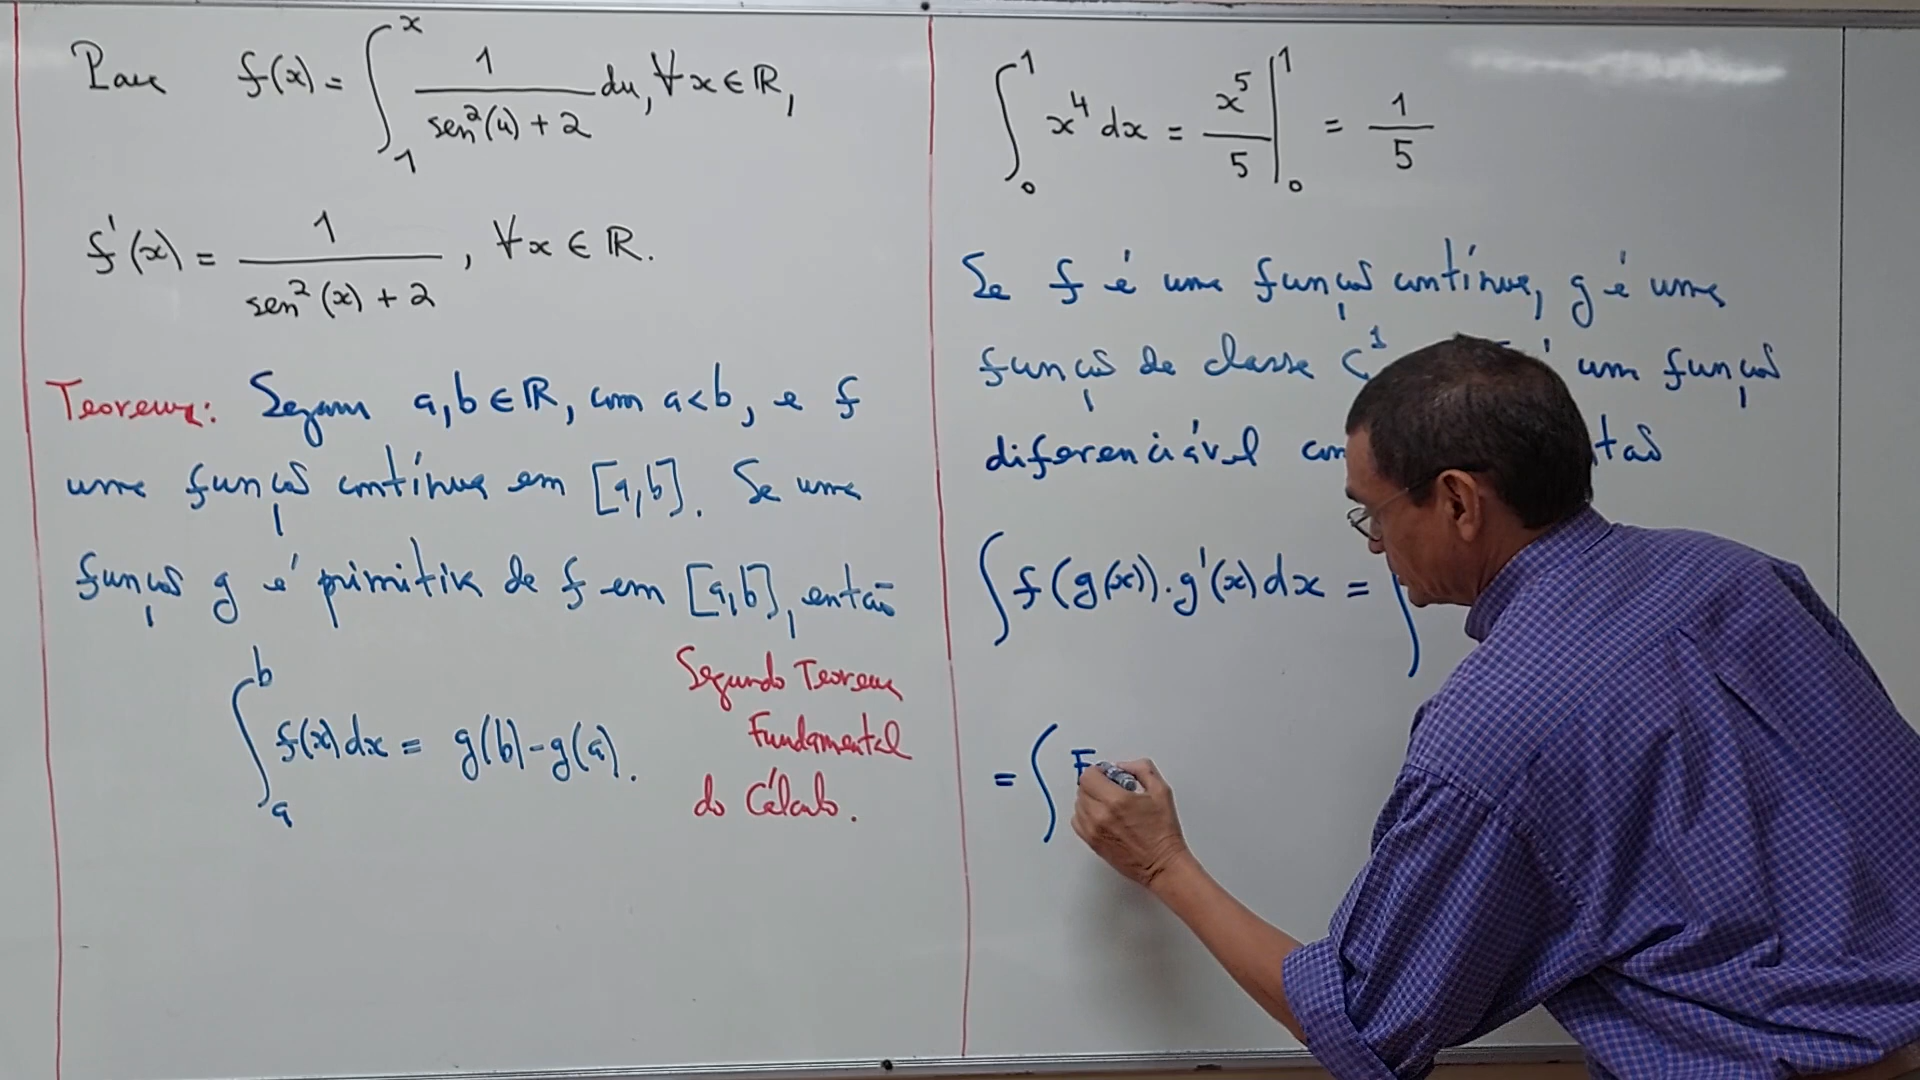 Para f(x) = ∫₁ˣ 1/(sen²(u) + 2) du, ∀x ∈ ℝ,
f'(x) = 1/(sen²(x) + 2), ∀x ∈ ℝ.
Teorema: Sejam a, b ∈ ℝ, com a < b, e f
uma função contínua em [a,b]. Se uma
função g é primitiva de f em [a,b], então
∫ₐᵇ f(x) dx = g(b) - g(a).
Segundo Teorema
Fundamental
do Cálculo.
∫₀¹ x⁴ dx = x⁵/5 |₀¹ = 1/5
Se f é uma função contínua, g é uma
função de classe C¹ um função
diferenciável
∫ f(g(x)).g'(x) dx = ∫
= ∫ F